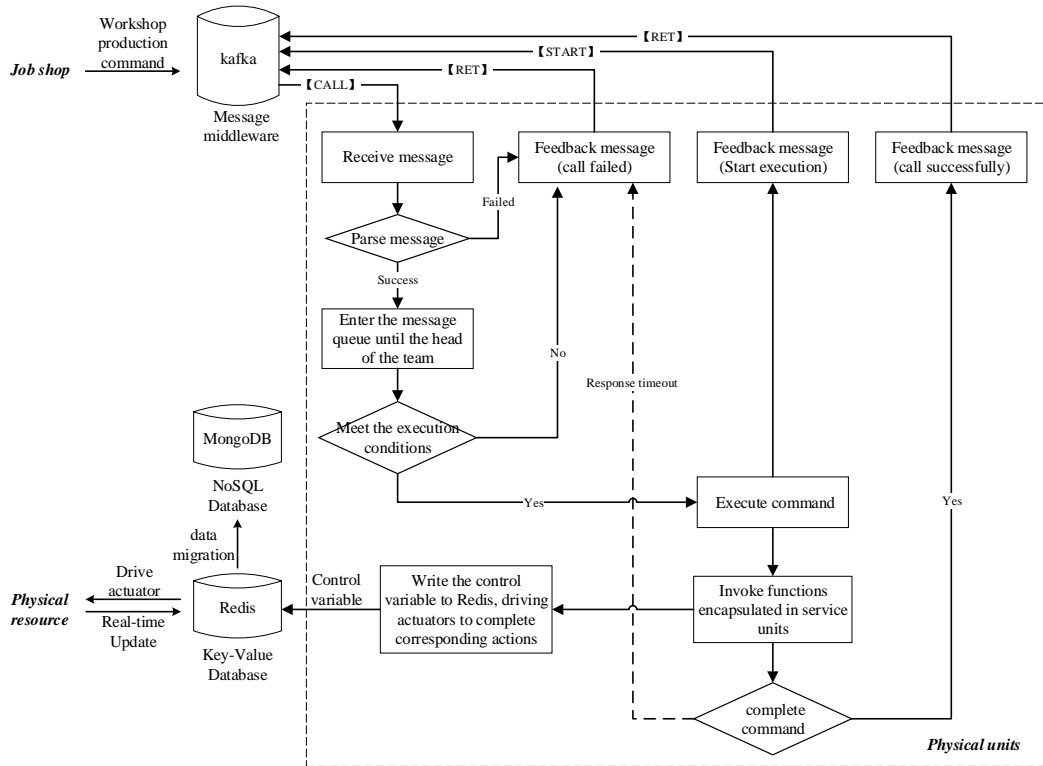 Workshop
production
command
Job shop
kafka
Message
middleware
【RET】
【START】
【RET】
【CALL】
Receive message
Feedback message
(call failed)
Feedback message
(Start execution)
Feedback message
(call successfully)
Failed
Parse message
Success
Enter the message
queue until the head
of the team
No
Response timeout
Meet the execution
conditions
MongoDB
NoSQL
Database
Yes
Execute command
Yes
data
migration
Drive
actuator
Physical
resource
Real-time
Update
Redis
Key-Value
Database
Control
variable
Write the control
variable to Redis, driving
actuators to complete
corresponding actions
Invoke functions
encapsulated in service
units
complete
command
Physical units